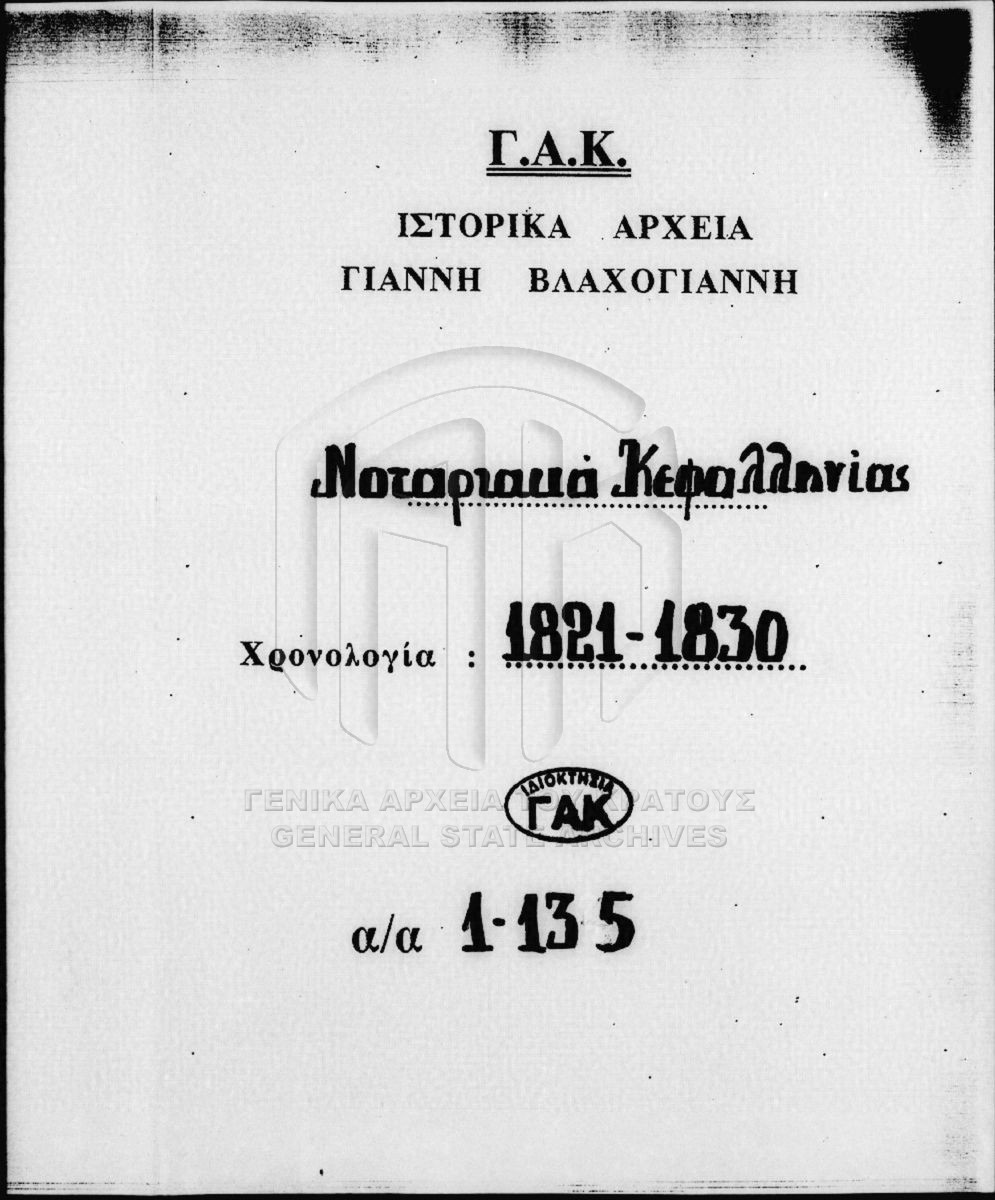 Γ.Α.Κ.
ΙΣΤΟΡΙΚΑ ΑΡΧΕΙΑ
ΓΙΑΝΝΗ ΒΛΑΧΟΓΙΑΝΝΗ
Νοταριακά Κεφαλληνίας
Χρονολογία : 1821-1830
ΙΔΙΟΚΤΗΣΙΑ
ΓΑΚ
ΓΕΝΙΚΑ ΑΡΧΕΙΑ ΤΟΥ ΚΡΑΤΟΥΣ
GENERAL STATE ARCHIVES
α/α 1-135